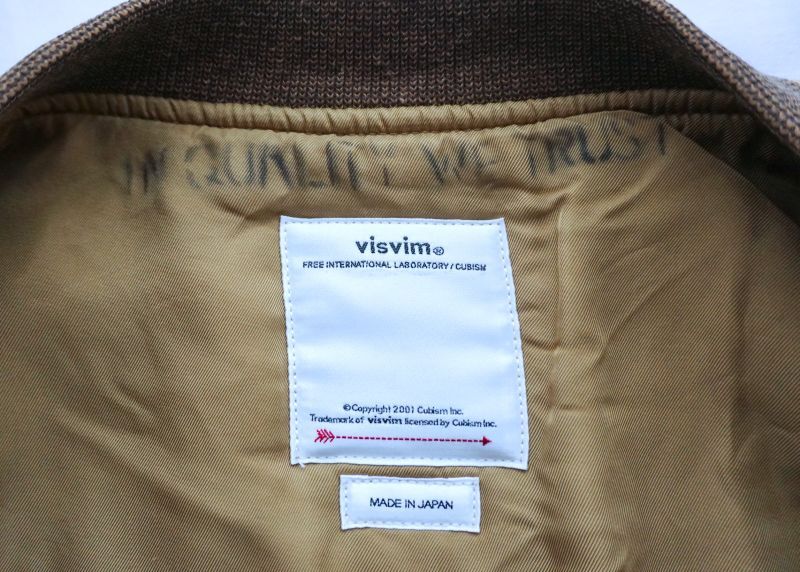 IN QUALITY WE TRUST
visvim®
FREE INTERNATIONAL LABORATORY / CUBISM
©Copyright 2001 Cubism Inc.
Trademark of visvim licensed by Cubism Inc.
MADE IN JAPAN